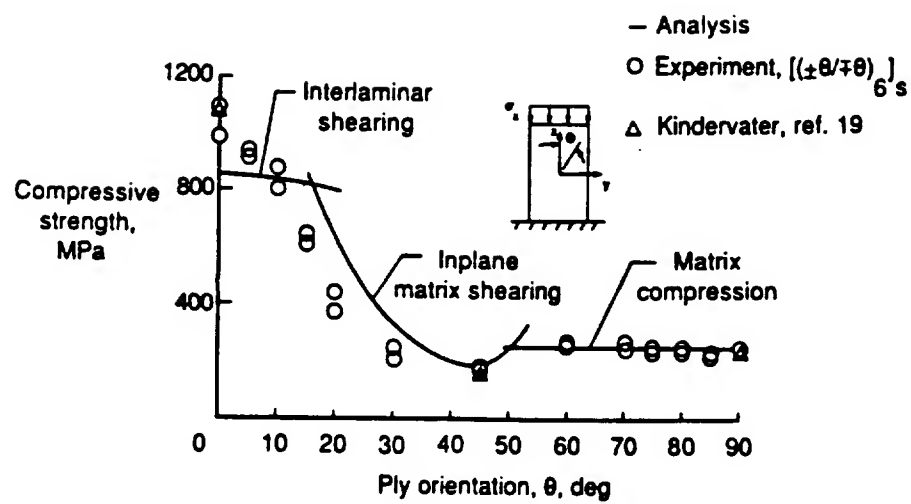 — Analysis
O Experiment, [(±θ/∓θ)6]s
△ Kindervater, ref. 19
1200
800
400
Compressive
strength,
MPa
Interlaminar
shearing
Inplane
matrix shearing
Matrix
compression
σx
x
θ
y
0 10 20 30 40 50 60 70 80 90
Ply orientation, θ, deg